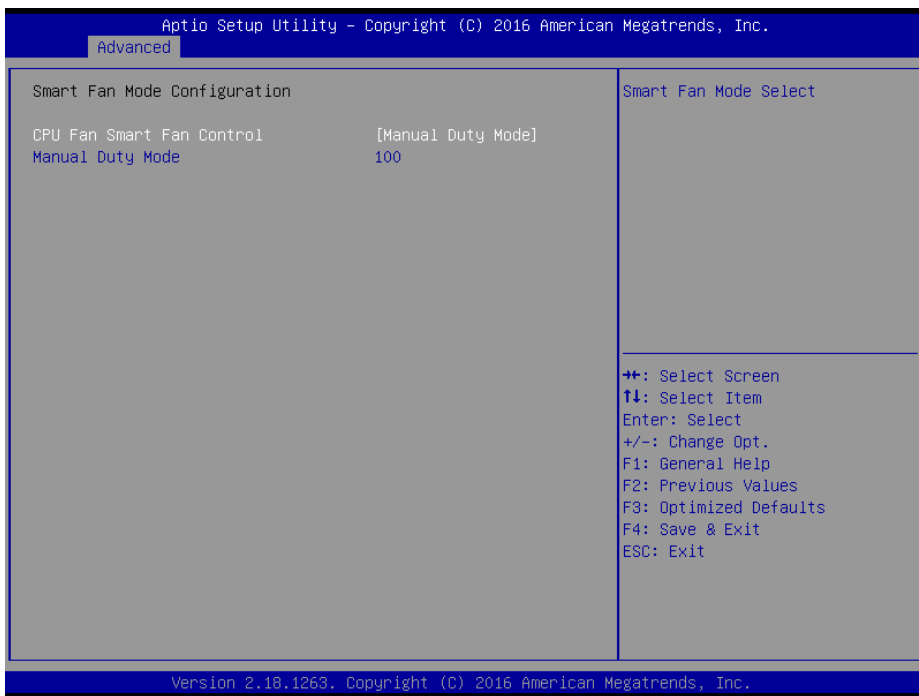 Aptio Setup Utility – Copyright (C) 2016 American Megatrends, Inc.
Advanced
Smart Fan Mode Configuration
CPU Fan Smart Fan Control [Manual Duty Mode]
Manual Duty Mode 100
Smart Fan Mode Select
→←: Select Screen
↑↓: Select Item
Enter: Select
+/-: Change Opt.
F1: General Help
F2: Previous Values
F3: Optimized Defaults
F4: Save & Exit
ESC: Exit
Version 2.18.1263. Copyright (C) 2016 American Megatrends, Inc.